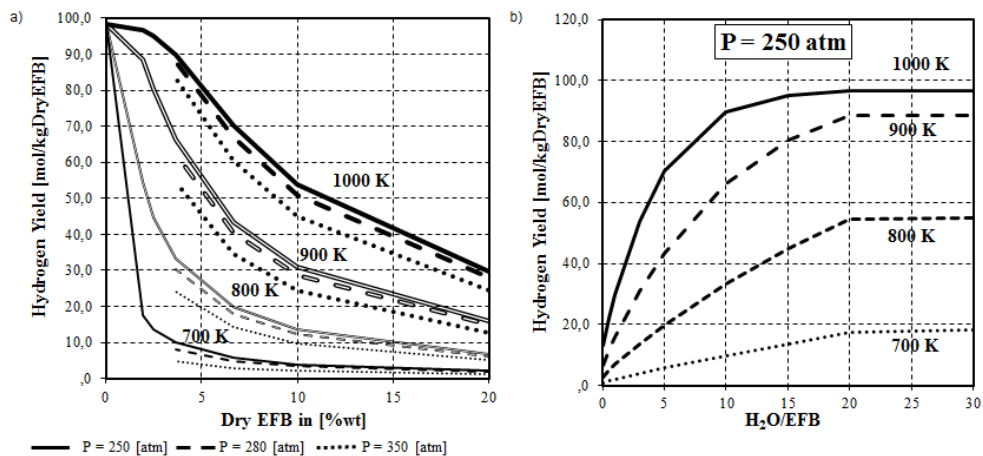 a)
Hydrogen Yield [mol/kgDryEFB]
100,0
90,0
80,0
70,0
60,0
50,0
40,0
30,0
20,0
10,0
,0
1000 K
900 K
800 K
700 K
0
5
10
15
20
Dry EFB in [%wt]
P = 250 [atm]
P = 280 [atm]
P = 350 [atm]
b)
Hydrogen Yield [mol/kgDryEFB]
120,0
100,0
80,0
60,0
40,0
20,0
,0
P = 250 atm
1000 K
900 K
800 K
700 K
0
5
10
15
20
25
30
H₂O/EFB